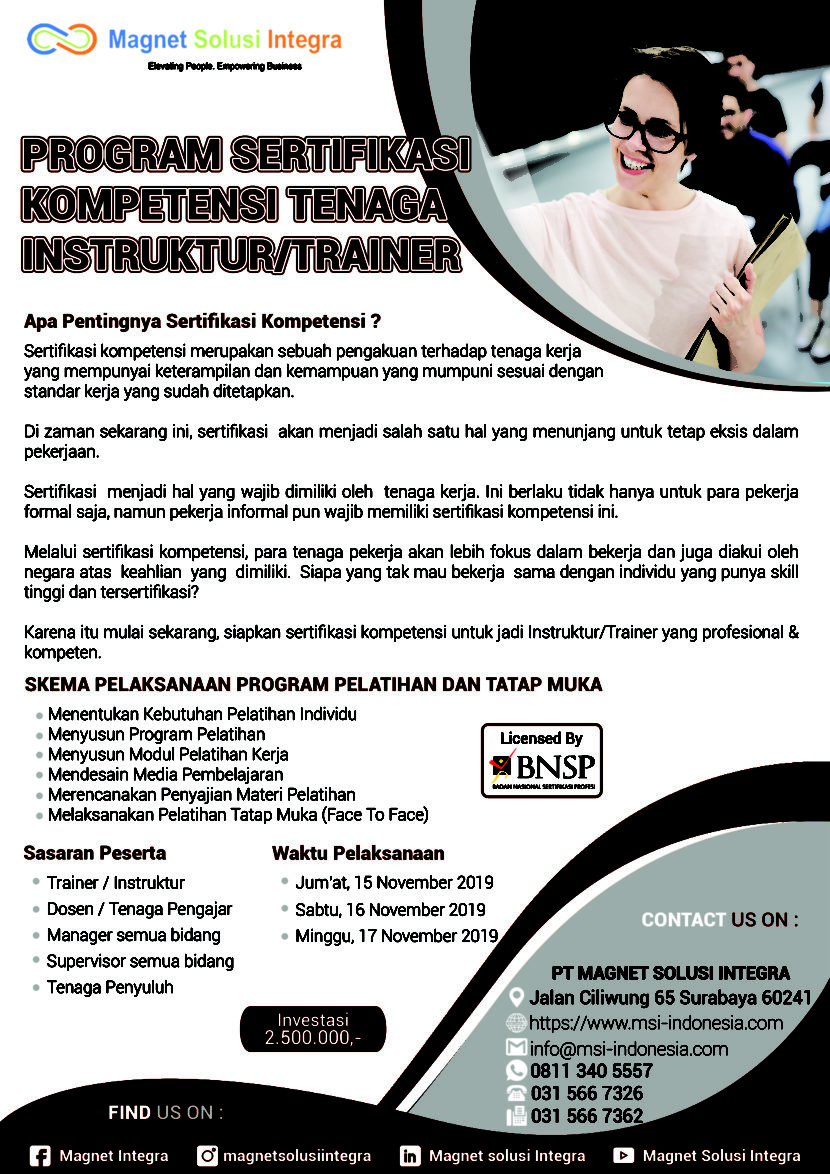 Magnet Solusi Integra
Elevating People. Empowering Business
PROGRAM SERTIFIKASI
KOMPETENSI TENAGA
INSTRUKTUR/TRAINER
Apa Pentingnya Sertifikasi Kompetensi ?
Sertifikasi kompetensi merupakan sebuah pengakuan terhadap tenaga kerja
yang mempunyai keterampilan dan kemampuan yang mumpuni sesuai dengan
standar kerja yang sudah ditetapkan.
Di zaman sekarang ini, sertifikasi akan menjadi salah satu hal yang menunjang untuk tetap eksis dalam
pekerjaan.
Sertifikasi menjadi hal yang wajib dimiliki oleh tenaga kerja. Ini berlaku tidak hanya untuk para pekerja
formal saja, namun pekerja informal pun wajib memiliki sertifikasi kompetensi ini.
Melalui sertifikasi kompetensi, para tenaga pekerja akan lebih fokus dalam bekerja dan juga diakui oleh
negara atas keahlian yang dimiliki. Siapa yang tak mau bekerja sama dengan individu yang punya skill
tinggi dan tersertifikasi?
Karena itu mulai sekarang, siapkan sertifikasi kompetensi untuk jadi Instruktur/Trainer yang profesional &
kompeten.
SKEMA PELAKSANAAN PROGRAM PELATIHAN DAN TATAP MUKA
Menentukan Kebutuhan Pelatihan Individu
Menyusun Program Pelatihan
Menyusun Modul Pelatihan Kerja
Mendesain Media Pembelajaran
Merencanakan Penyajian Materi Pelatihan
Melaksanakan Pelatihan Tatap Muka (Face To Face)
Licensed By
BNSP
BADAN NASIONAL SERTIFIKASI PROFESI
Sasaran Peserta
Trainer / Instruktur
Dosen / Tenaga Pengajar
Manager semua bidang
Supervisor semua bidang
Tenaga Penyuluh
Waktu Pelaksanaan
Jum'at, 15 November 2019
Sabtu, 16 November 2019
Minggu, 17 November 2019
Investasi
2.500.000,-
CONTACT US ON :
PT MAGNET SOLUSI INTEGRA
Jalan Ciliwung 65 Surabaya 60241
https://www.msi-indonesia.com
info@msi-indonesia.com
0811 340 5557
031 566 7326
031 566 7362
FIND US ON :
Magnet Integra
magnetsolusiintegra
Magnet solusi Integra
Magnet Solusi Integra